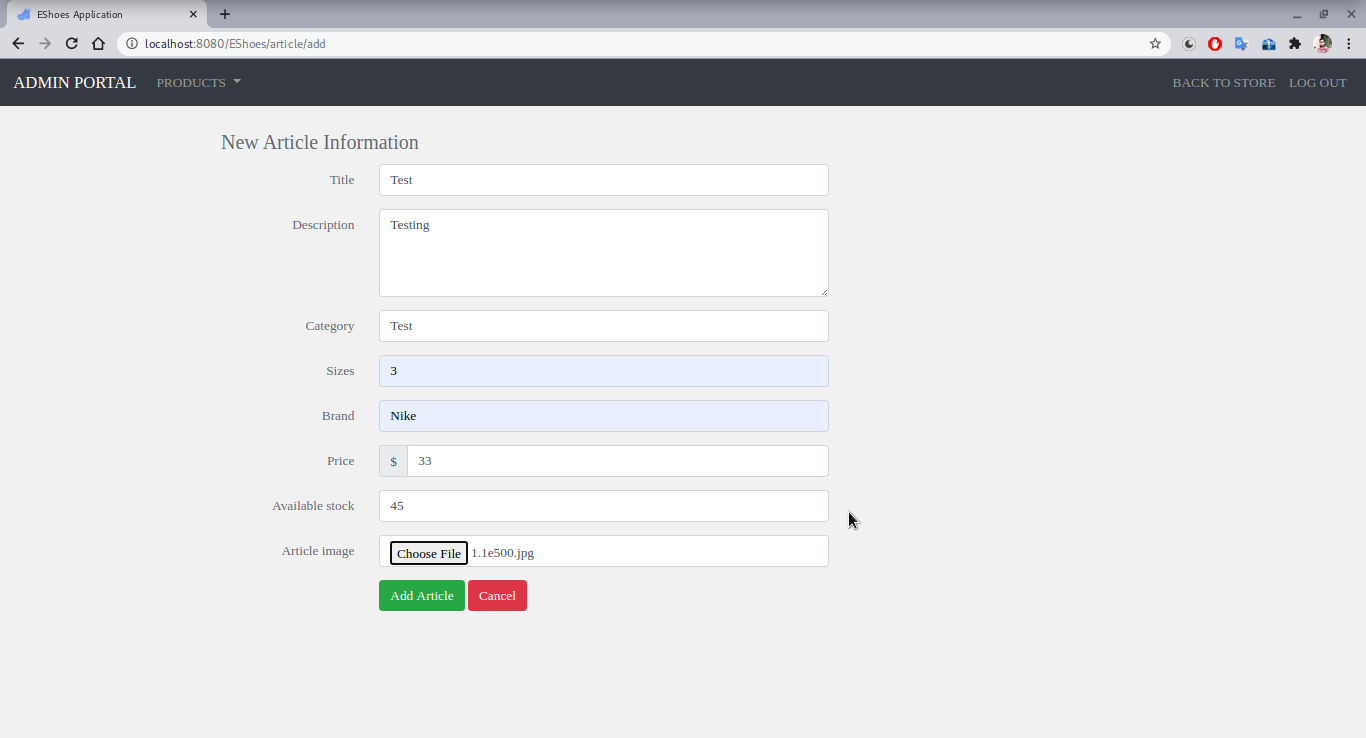 EShoes Application
localhost:8080/EShoes/article/add
ADMIN PORTAL PRODUCTS BACK TO STORE LOG OUT
New Article Information
Title Test
Description Testing
Category Test
Sizes 3
Brand Nike
Price $ 33
Available stock 45
Article image Choose File 1.1e500.jpg
Add Article Cancel